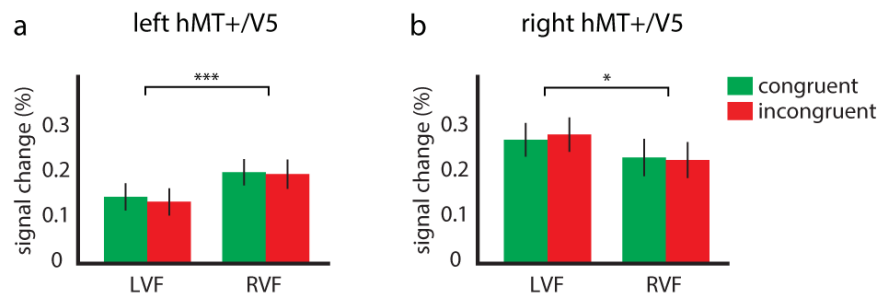 a
left hMT+/V5
signal change (%)
0.3
0.2
0.1
0
***
LVF
RVF
b
right hMT+/V5
signal change (%)
0.3
0.2
0.1
0
*
LVF
RVF
congruent
incongruent